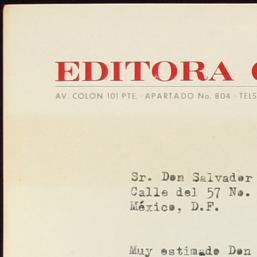 EDITORA
AV. COLON 101 PTE. · APARTADO No. 804 · TELS
Sr. Don Salvador
Calle del 57 No.
México, D.F.
Muy estimado Don